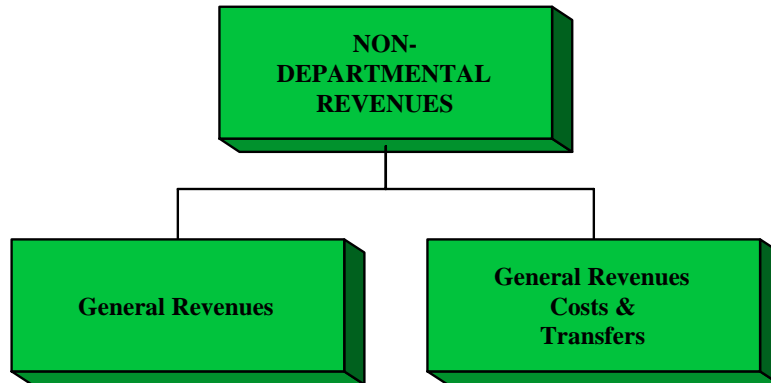 NON-
DEPARTMENTAL
REVENUES
General Revenues
General Revenues
Costs &
Transfers